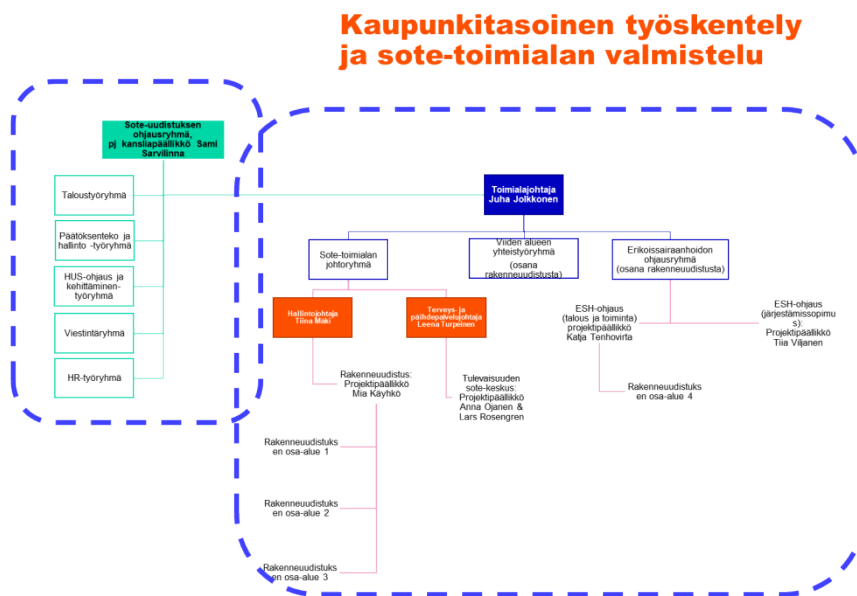 Kaupunkitasoinen työskentely
ja sote-toimialan valmistelu
Sote-uudistuksen
ohjausryhmä,
pj kansliapäällikkö Sami
Sarvilinna
Taloustyöryhmä
Päätöksenteko ja
hallinto -työryhmä
HUS-ohjaus ja
kehittäminen-
työryhmä
Viestintäryhmä
HR-työryhmä
Toimialajohtaja
Juha Jolkkonen
Sote-toimialan
johtoryhmä
Viiden alueen
yhteistyöryhmä
(osana
rakenneuudistusta)
Erikoissairaanhoidon
ohjausryhmä
(osana rakenneuudistusta)
Hallintojohtaja
Tiina Mäki
Terveys- ja
päihdepalvelujohtaja
Leena Turpeinen
Rakenneuudistus:
Projektipäällikkö
Mia Käyhkö
Tulevaisuuden
sote-keskus:
Projektipäällikkö
Anna Ojanen &
Lars Rosengren
ESH-ohjaus
(talous ja toiminta)
projektipäällikkö
Katja Tenhovirta
ESH-ohjaus
(järjestämissopimu
s):
Projektipäällikkö
Tiia Viljanen
Rakenneuudistuks
en osa-alue 4
Rakenneuudistuks
en osa-alue 1
Rakenneuudistuks
en osa-alue 2
Rakenneuudistuks
en osa-alue 3